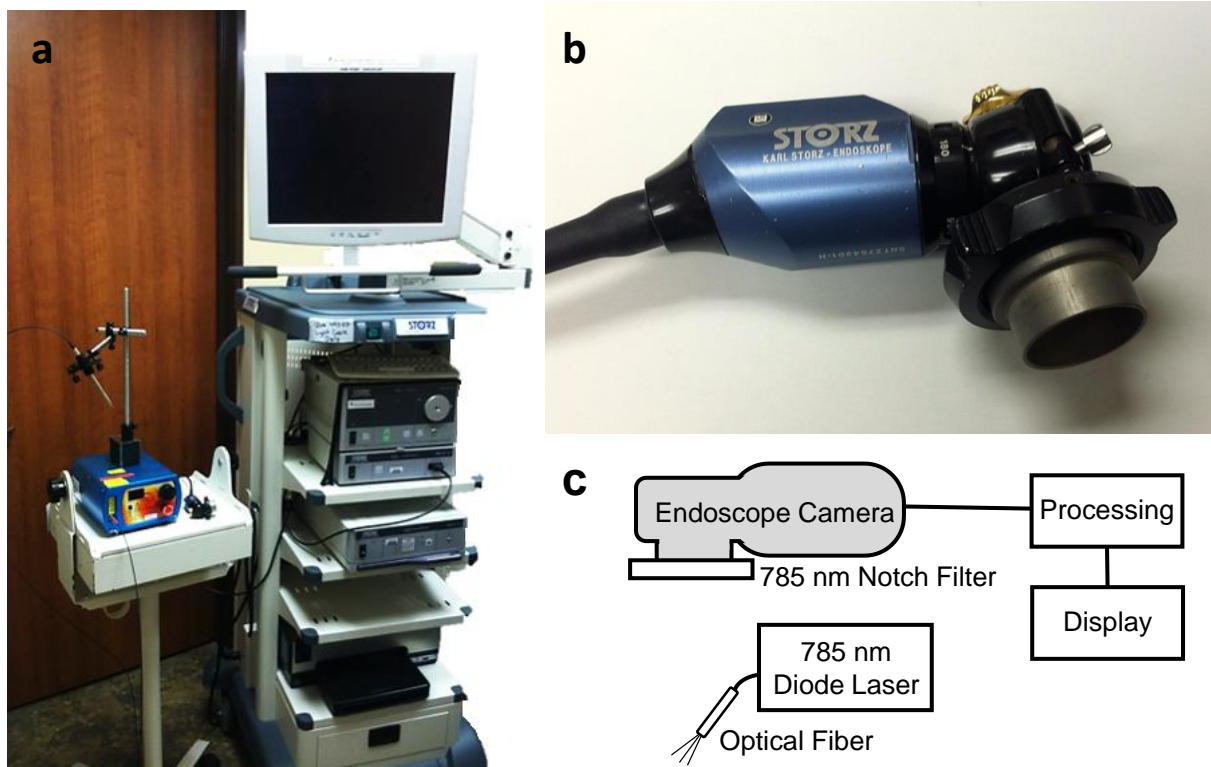 a
STORZ
b
STORZ
KARL STORZ - ENDOSKOPE
180
c
Endoscope Camera
Processing
785 nm Notch Filter
Display
785 nm
Diode Laser
Optical Fiber